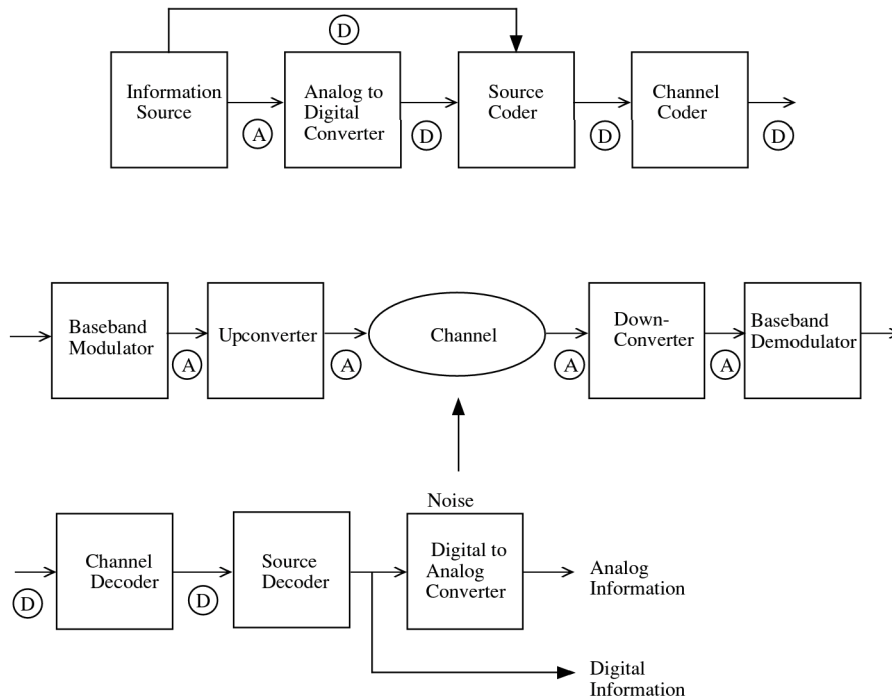 D
Information
Source
Analog to
Digital
Converter
Source
Coder
Channel
Coder
A
D
D
D
Baseband
Modulator
Upconverter
Channel
Down-
Converter
Baseband
Demodulator
A
A
A
A
Noise
Channel
Decoder
Source
Decoder
Digital to
Analog
Converter
Analog
Information
D
D
Digital
Information